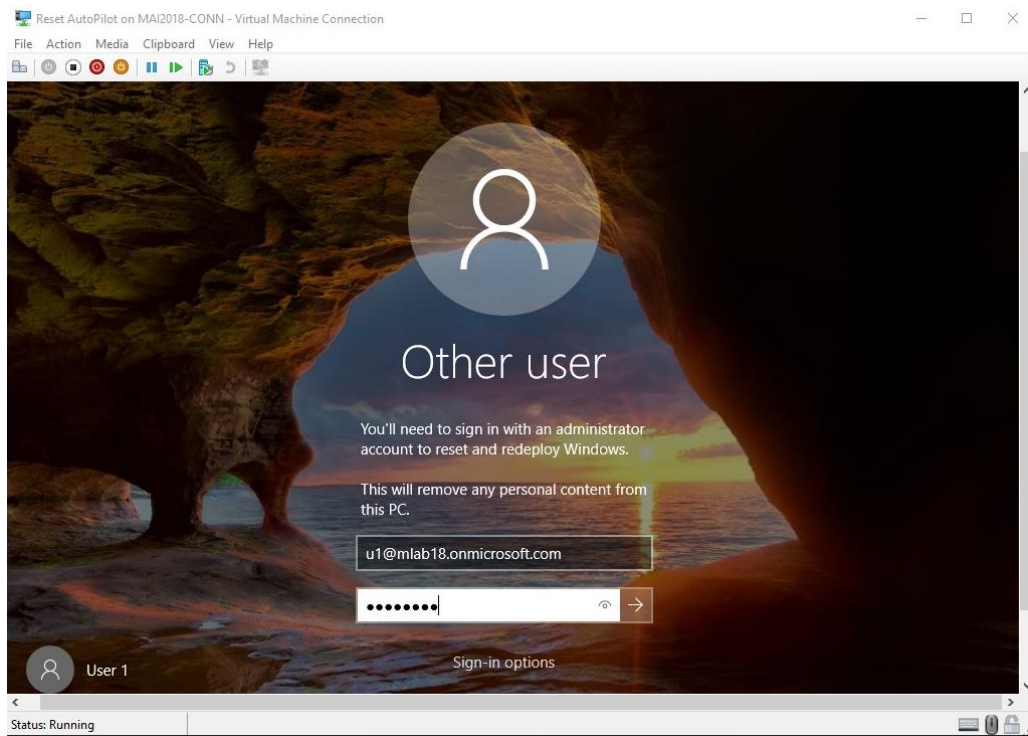 Reset AutoPilot on MAI2018-CONN - Virtual Machine Connection
File Action Media Clipboard View Help
Other user
You'll need to sign in with an administrator
account to reset and redeploy Windows.
This will remove any personal content from
this PC.
u1@mlab18.onmicrosoft.com
Sign-in options
User 1
Status: Running